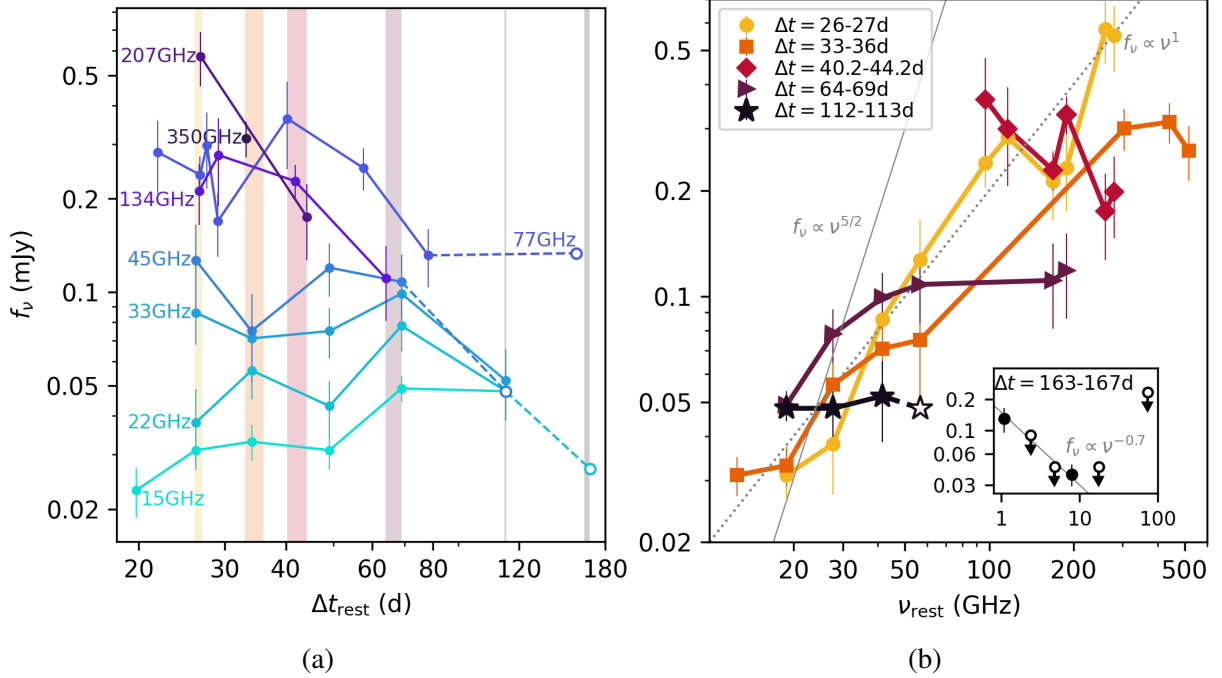 207GHz
350GHz
134GHz
77GHz
45GHz
33GHz
22GHz
15GHz
0.5
0.2
0.1
0.05
0.02
f_ν (mJy)
20 30 40 60 80 120 180
Δt_rest (d)
(a)
Δt = 26-27d
Δt = 33-36d
Δt = 40.2-44.2d
Δt = 64-69d
Δt = 112-113d
f_ν ∝ ν^1
f_ν ∝ ν^{5/2}
0.5
0.2
0.1
0.05
0.02
20 50 100 200 500
ν_rest (GHz)
Δt = 163-167d
f_ν ∝ ν^{-0.7}
0.2
0.1
0.06
0.03
1 10 100
(b)